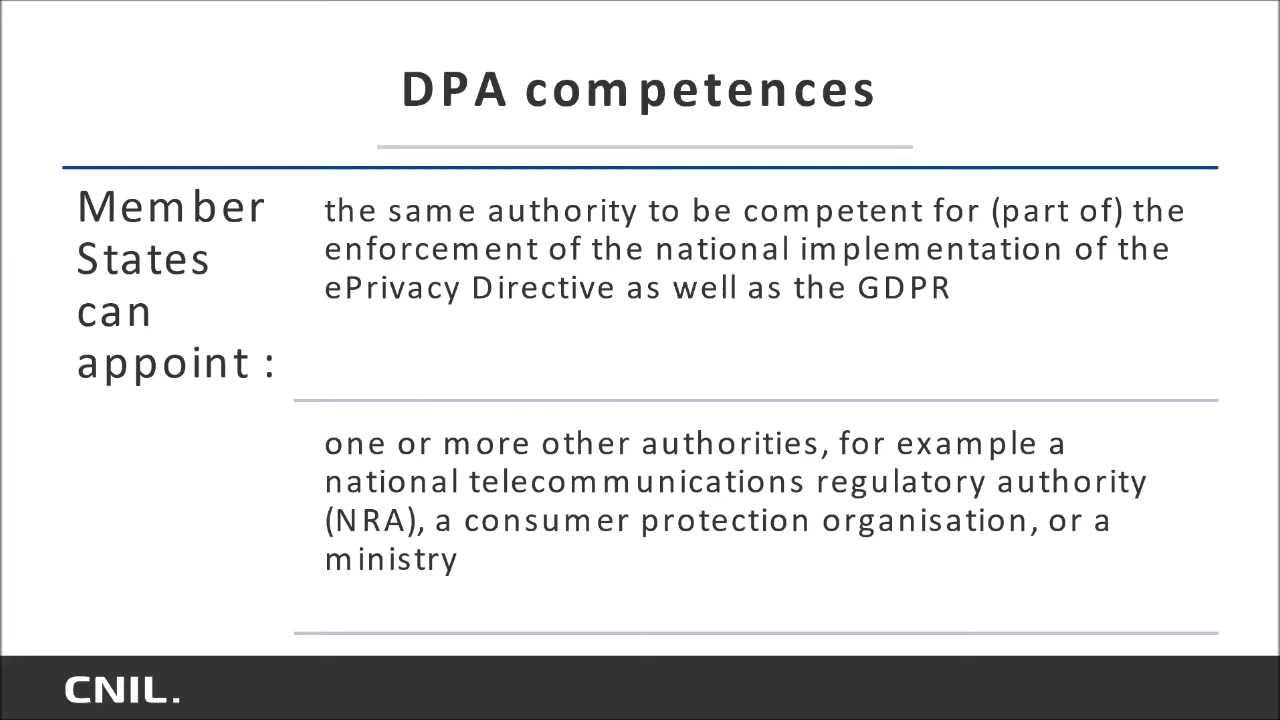 DPA competences
Member
States
can
appoint :
the same authority to be competent for (part of) the
enforcement of the national implementation of the
ePrivacy Directive as well as the GDPR
one or more other authorities, for example a
national telecommunications regulatory authority
(NRA), a consumer protection organisation, or a
ministry
CNIL.